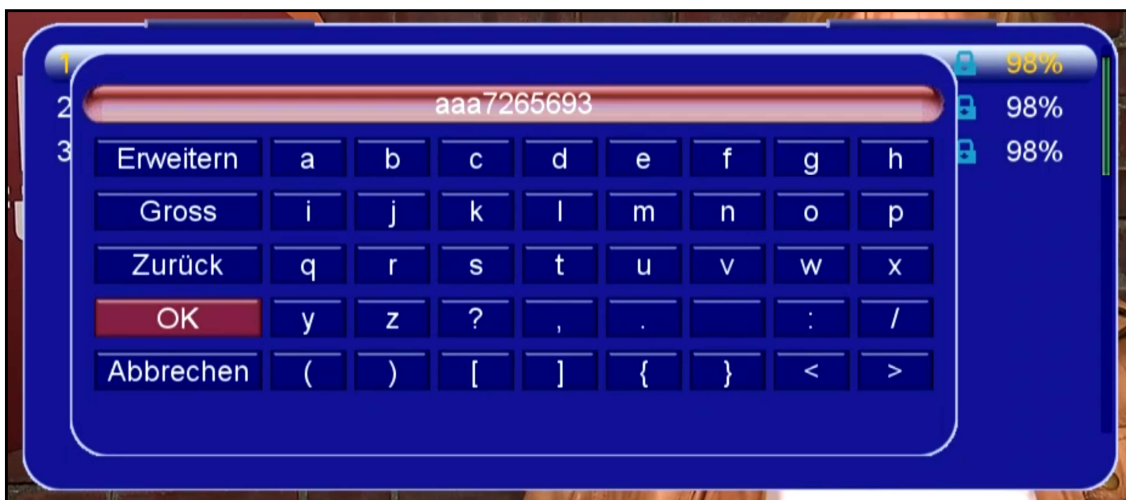 1 98%
aaa7265693
2 98%
3 98%
Erweitern a b c d e f g h
Gross i j k l m n o p
Zurück q r s t u v w x
OK y z ? , . : /
Abbrechen ( ) [ ] { } < >